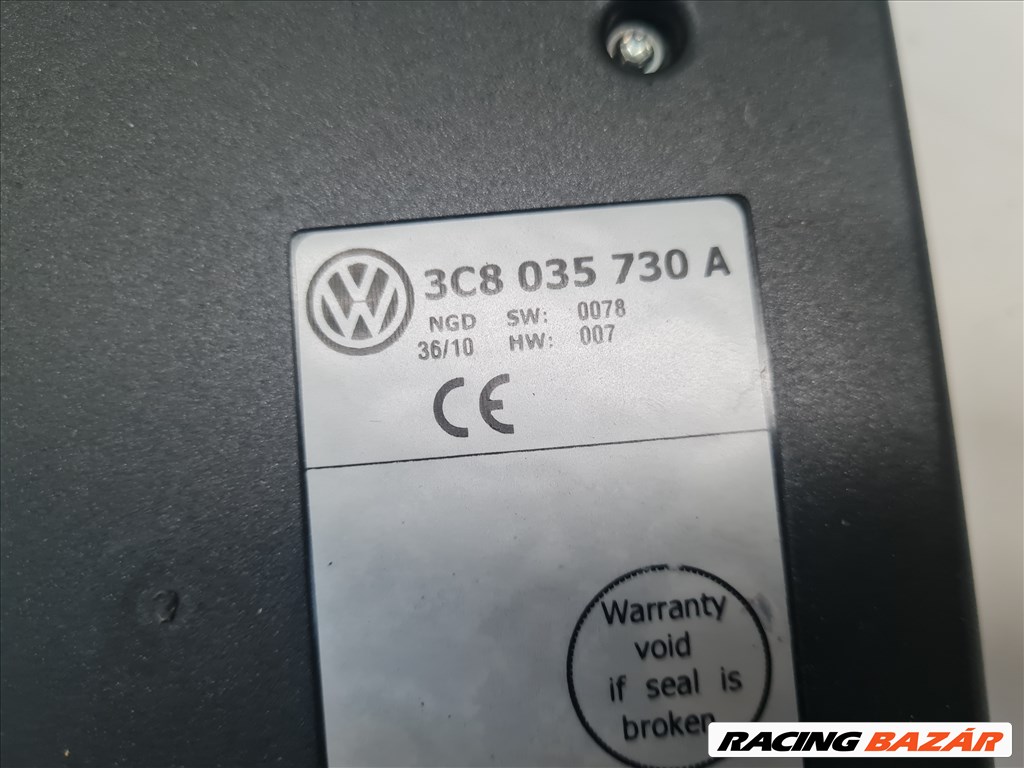 3C8 035 730 A
NGD SW: 0078
36/10 HW: 007
CE
Warranty
void
if seal is
broken
RACING BAZÁR